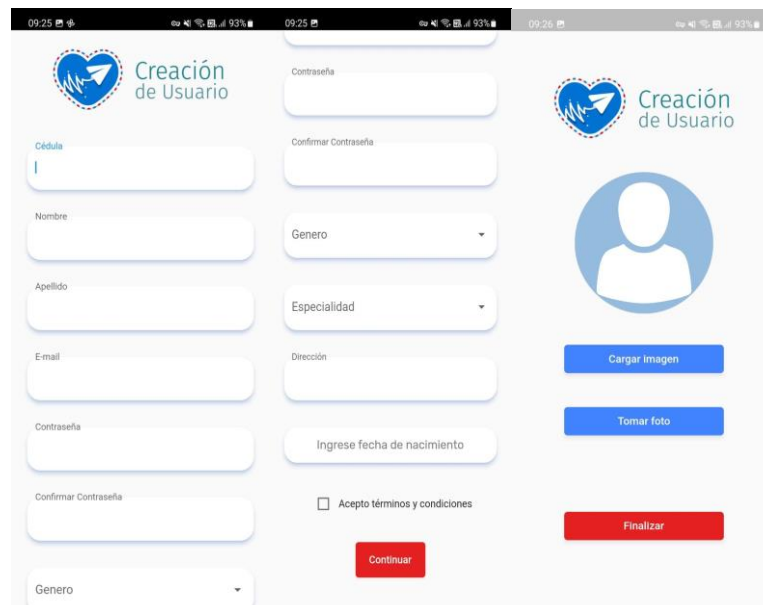 09:25
93%
Creación
de Usuario
Cédula
Nombre
Apellido
E-mail
Contraseña
Confirmar Contraseña
Genero
09:25
93%
Contraseña
Confirmar Contraseña
Genero
Especialidad
Dirección
Ingrese fecha de nacimiento
Acepto términos y condiciones
Continuar
09:26
93%
Creación
de Usuario
Cargar imagen
Tomar foto
Finalizar